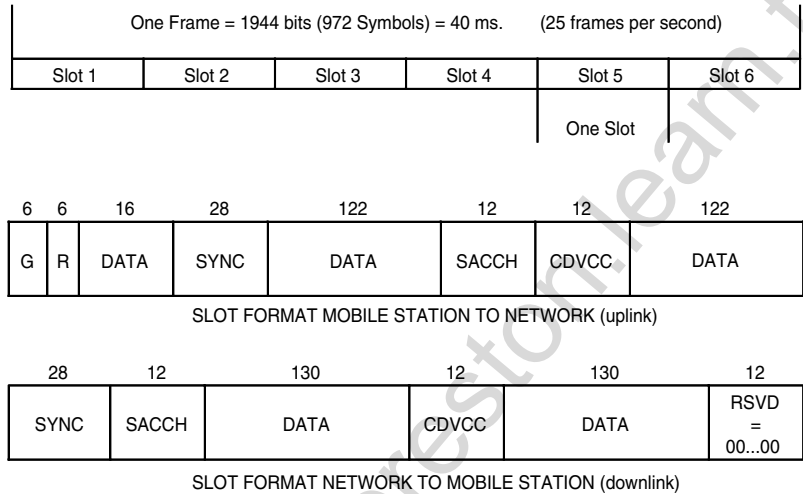 One Frame = 1944 bits (972 Symbols) = 40 ms. (25 frames per second)
Slot 1 Slot 2 Slot 3 Slot 4 Slot 5 Slot 6
One Slot
6 6 16 28 122 12 12 122
G R DATA SYNC DATA SACCH CDVCC DATA
SLOT FORMAT MOBILE STATION TO NETWORK (uplink)
28 12 130 12 130 12
SYNC SACCH DATA CDVCC DATA RSVD
=
00...00
SLOT FORMAT NETWORK TO MOBILE STATION (downlink)
reston.learn.